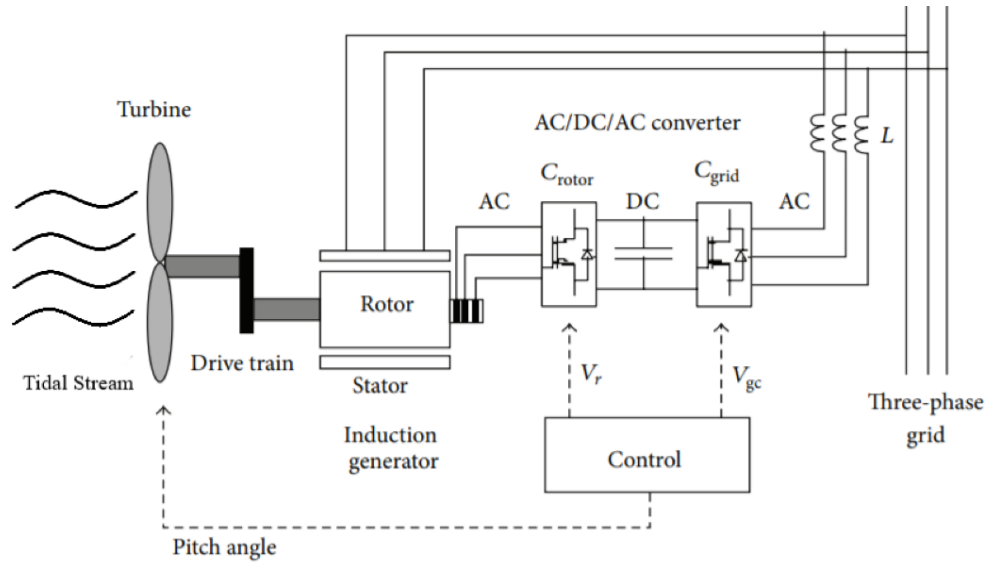 Turbine
AC/DC/AC converter
L
C_rotor
C_grid
AC
DC
AC
Rotor
Drive train
Tidal Stream
Stator
V_r
V_gc
Three-phase
grid
Induction
generator
Control
Pitch angle